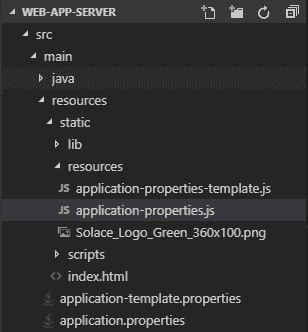 WEB-APP-SERVER
src
main
java
resources
static
lib
resources
JS application-properties-template.js
JS application-properties.js
Solace_Logo_Green_360x100.png
scripts
<> index.html
application-template.properties
application.properties